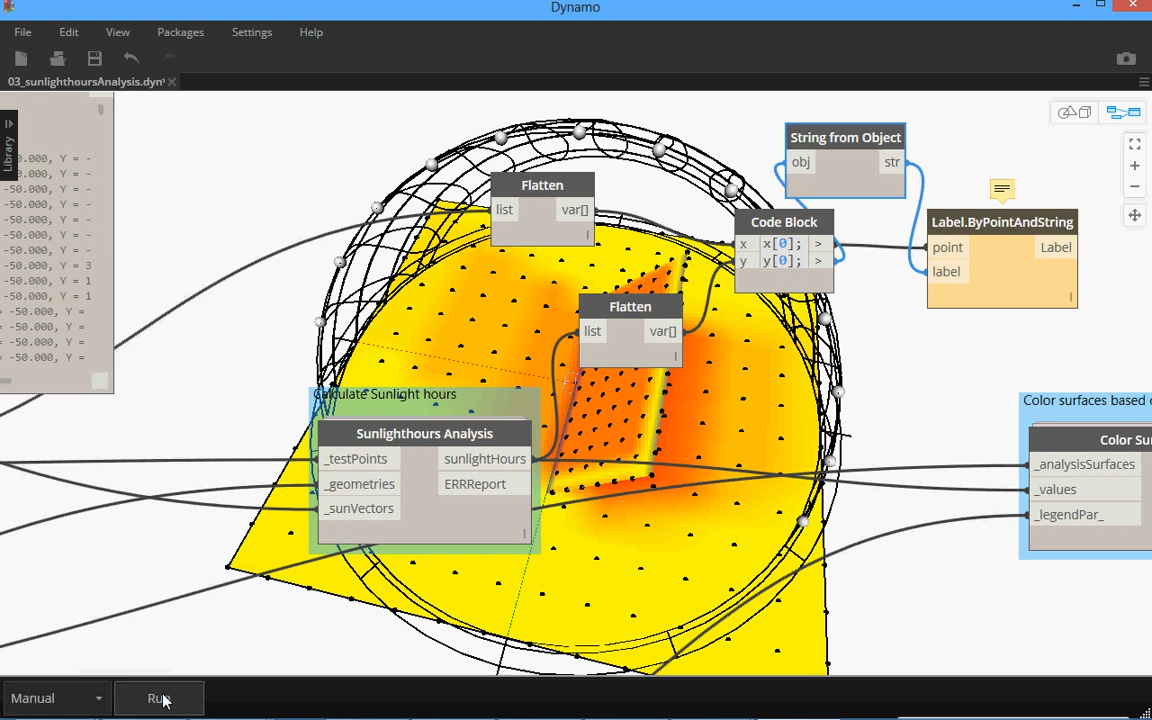 Dynamo
File Edit View Packages Settings Help
03_sunlighthoursAnalysis.dyn*
Library
0.000, Y = -
0.000, Y = -
-50.000, Y = -
-50.000, Y = -
-50.000, Y = -
-50.000, Y = -
-50.000, Y = -
-50.000, Y = 3
-50.000, Y = 1
-50.000, Y = 1
= -50.000, Y =
= -50.000, Y =
= -50.000, Y =
= -50.000, Y =
Flatten
list var[]
Flatten
list var[]
String from Object
obj str
Code Block
x x[0]; >
y y[0]; >
Label.ByPointAndString
point Label
label
Calculate Sunlight hours
Sunlighthours Analysis
_testPoints sunlightHours
_geometries ERRReport
_sunVectors
Color surfaces based
Color Sur
_analysisSurfaces
_values
_legendPar_
Manual Run